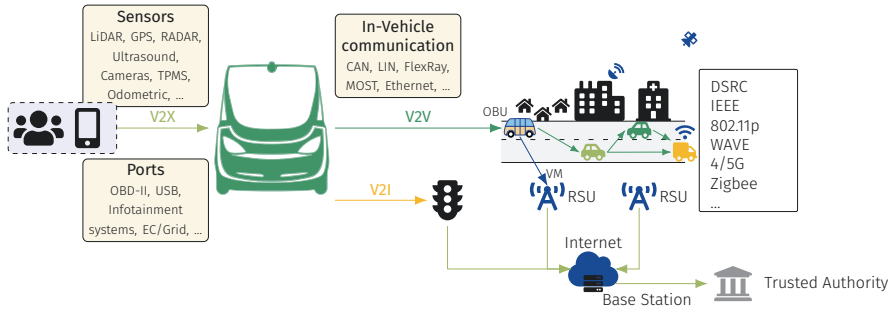 Sensors
LiDAR, GPS, RADAR,
Ultrasound,
Cameras, TPMS,
Odometric, ...
In-Vehicle
communication
CAN, LIN, FlexRay,
MOST, Ethernet, ...
V2X
V2V
V2I
Ports
OBD-II, USB,
Infotainment
systems, EC/Grid, ...
OBU
VM
RSU
RSU
DSRC
IEEE
802.11p
WAVE
4/5G
Zigbee
...
Internet
Base Station
Trusted Authority